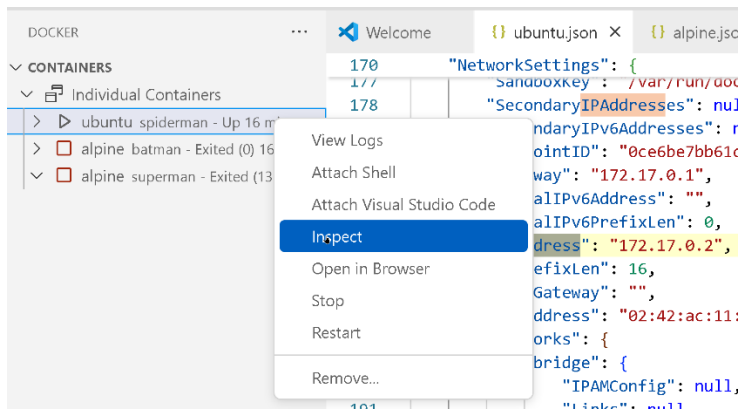 DOCKER
...
Welcome
{} ubuntu.json
{} alpine.jso
CONTAINERS
Individual Containers
ubuntu spiderman - Up 16 m
alpine batman - Exited (0) 16
alpine superman - Exited (13
View Logs
Attach Shell
Attach Visual Studio Code
Inspect
Open in Browser
Stop
Restart
Remove...
170 "NetworkSettings": {
177 "SandboxKey": "/var/run/doc
178 "SecondaryIPAddresses": nul
ndaryIPv6Addresses": n
ointID": "0ce6be7bb61c
way": "172.17.0.1",
alIPv6Address": "",
alIPv6PrefixLen": 0,
dress": "172.17.0.2",
efixLen": 16,
Gateway": "",
ddress": "02:42:ac:11:
orks": {
bridge": {
"IPAMConfig": null,
191 "Links": null